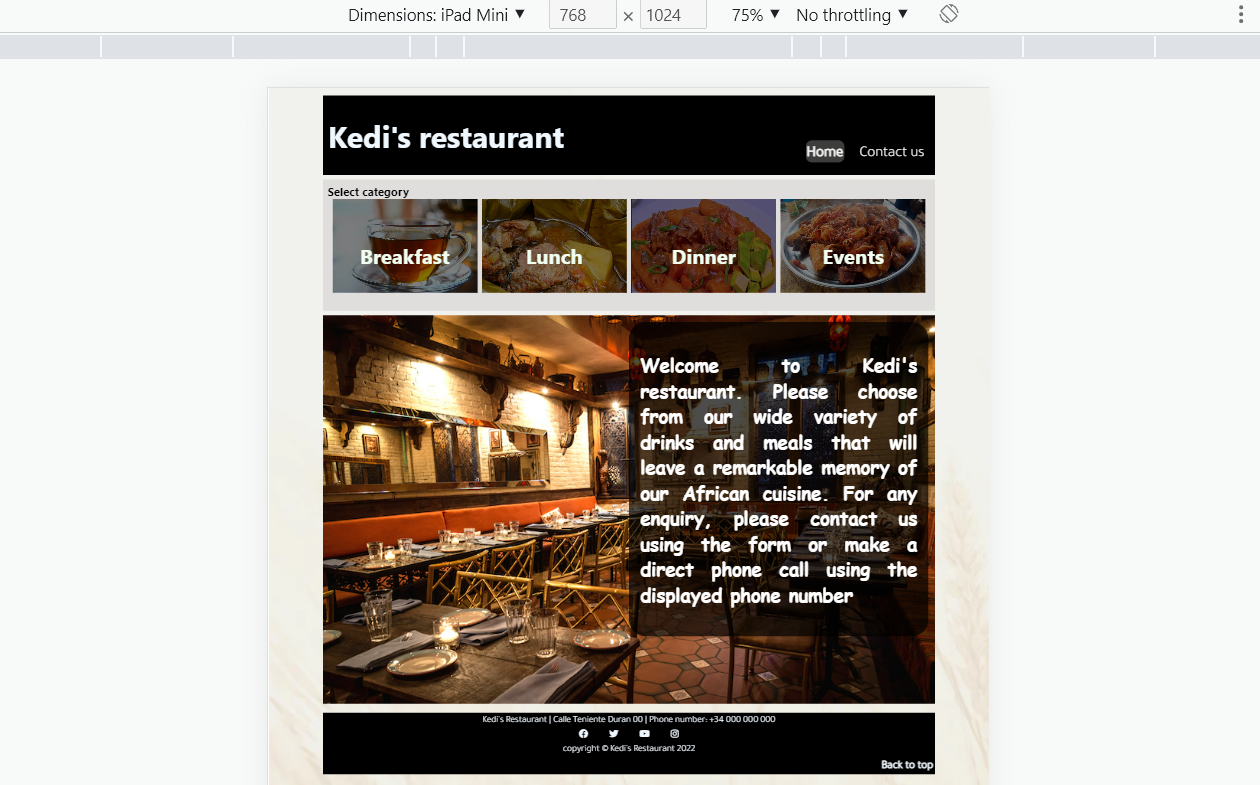 Dimensions: iPad Mini ▼ 768 × 1024 75% ▼ No throttling ▼
Kedi's restaurant
Home Contact us
Select category
Breakfast Lunch Dinner Events
Welcome to Kedi's
restaurant. Please choose
from our wide variety of
drinks and meals that will
leave a remarkable memory of
our African cuisine. For any
enquiry, please contact us
using the form or make a
direct phone call using the
displayed phone number
Kedi's Restaurant | Calle Teniente Duran 00 | Phone number: +34 000 000 000
copyright © Kedi's Restaurant 2022
Back to top